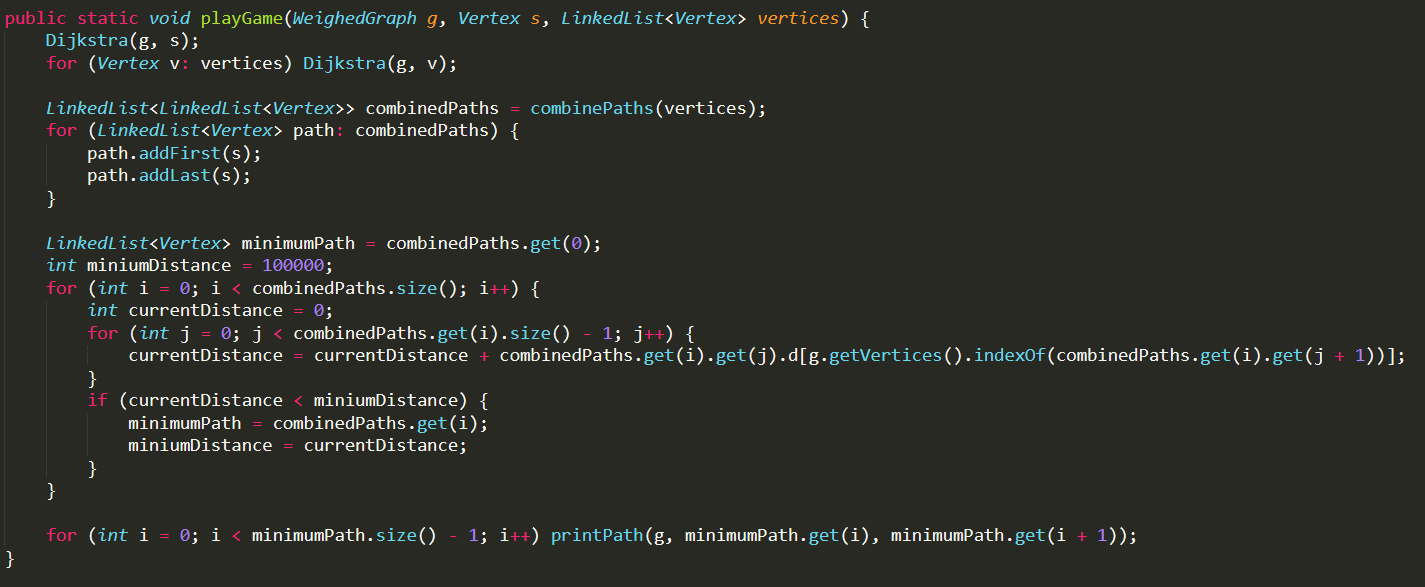 public static void playGame(WeighedGraph g, Vertex s, LinkedList<Vertex> vertices) {
    Dijkstra(g, s);
    for (Vertex v: vertices) Dijkstra(g, v);

    LinkedList<LinkedList<Vertex>> combinedPaths = combinePaths(vertices);
    for (LinkedList<Vertex> path: combinedPaths) {
        path.addFirst(s);
        path.addLast(s);
    }

    LinkedList<Vertex> minimumPath = combinedPaths.get(0);
    int miniumDistance = 100000;
    for (int i = 0; i < combinedPaths.size(); i++) {
        int currentDistance = 0;
        for (int j = 0; j < combinedPaths.get(i).size() - 1; j++) {
            currentDistance = currentDistance + combinedPaths.get(i).get(j).d[g.getVertices().indexOf(combinedPaths.get(i).get(j + 1))];
        }
        if (currentDistance < miniumDistance) {
            minimumPath = combinedPaths.get(i);
            miniumDistance = currentDistance;
        }
    }

    for (int i = 0; i < minimumPath.size() - 1; i++) printPath(g, minimumPath.get(i), minimumPath.get(i + 1));
}